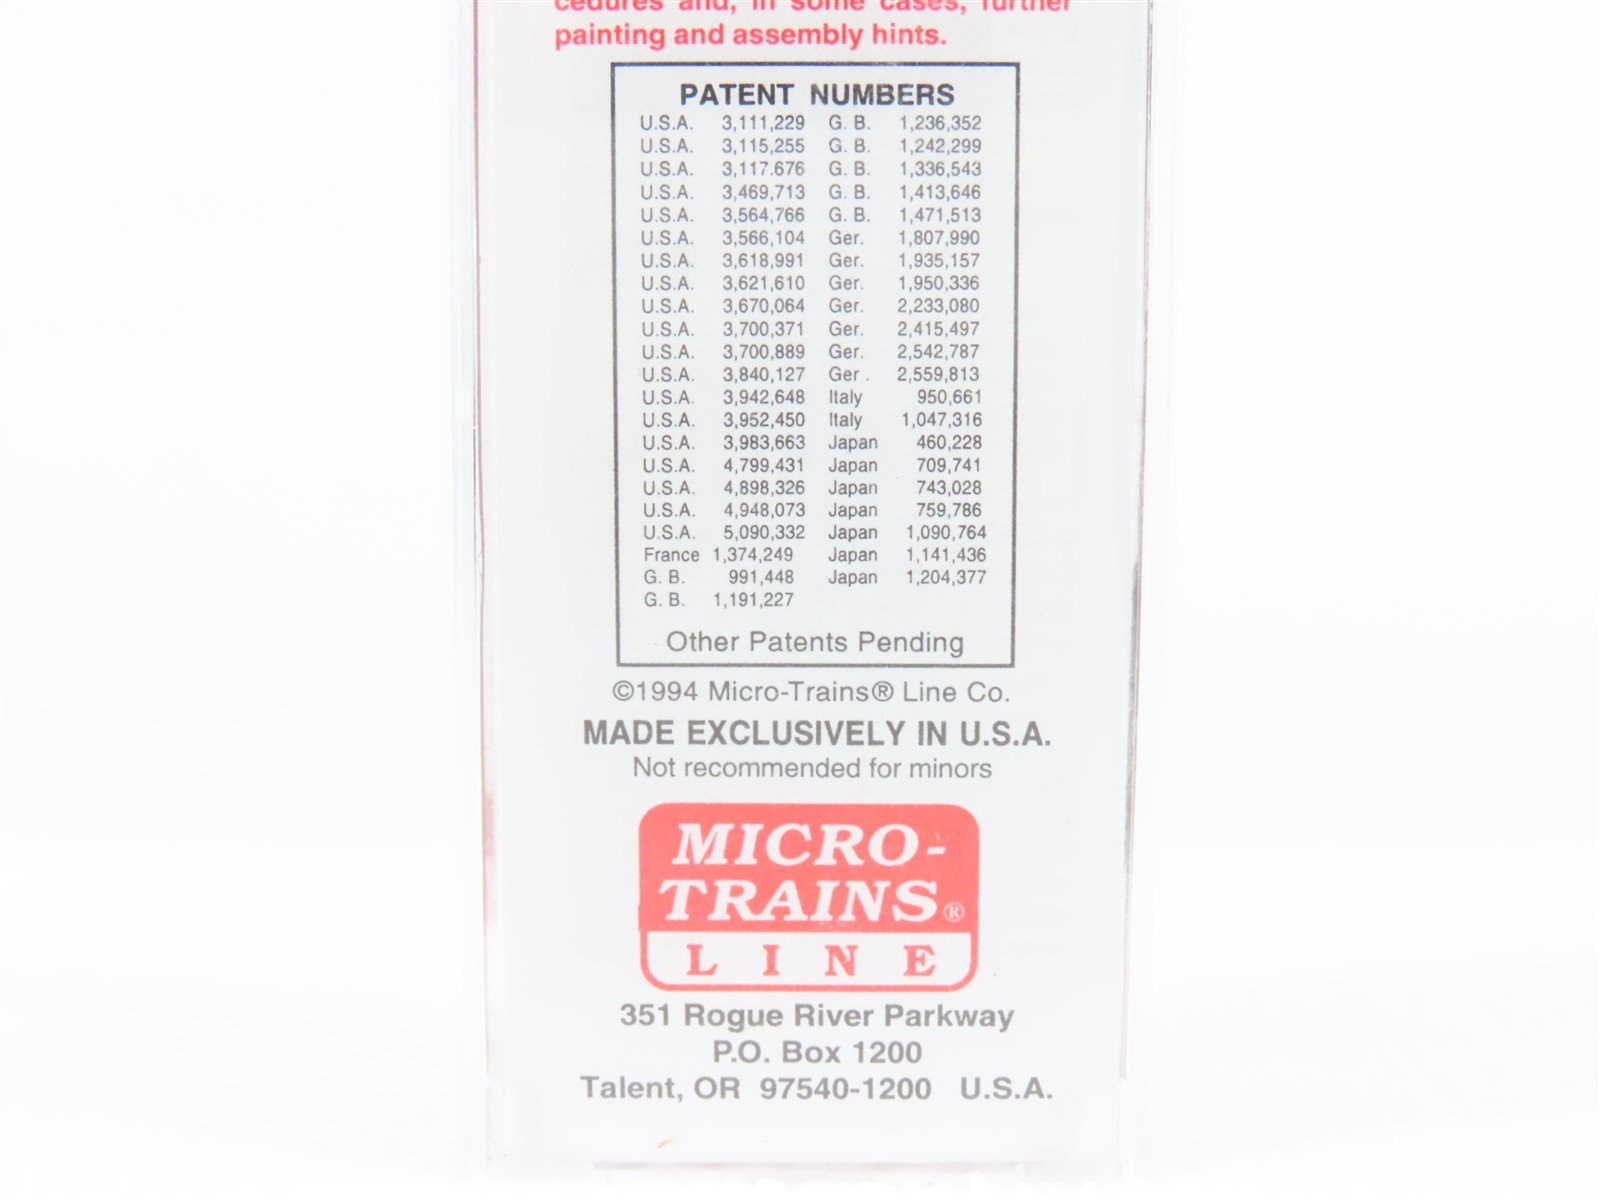 cedures and, in some cases, further
painting and assembly hints.
PATENT NUMBERS
U.S.A. 3,111,229 G. B. 1,236,352
U.S.A. 3,115,255 G. B. 1,242,299
U.S.A. 3,117.676 G. B. 1,336,543
U.S.A. 3,469,713 G. B. 1,413,646
U.S.A. 3,564,766 G. B. 1,471,513
U.S.A. 3,566,104 Ger. 1,807,990
U.S.A. 3,618,991 Ger. 1,935,157
U.S.A. 3,621,610 Ger. 1,950,336
U.S.A. 3,670,064 Ger. 2,233,080
U.S.A. 3,700,371 Ger. 2,415,497
U.S.A. 3,700,889 Ger. 2,542,787
U.S.A. 3,840,127 Ger . 2,559,813
U.S.A. 3,942,648 Italy 950,661
U.S.A. 3,952,450 Italy 1,047,316
U.S.A. 3,983,663 Japan 460,228
U.S.A. 4,799,431 Japan 709,741
U.S.A. 4,898,326 Japan 743,028
U.S.A. 4,948,073 Japan 759,786
U.S.A. 5,090,332 Japan 1,090,764
France 1,374,249 Japan 1,141,436
G. B. 991,448 Japan 1,204,377
G. B. 1,191,227
Other Patents Pending
©1994 Micro-Trains® Line Co.
MADE EXCLUSIVELY IN U.S.A.
Not recommended for minors
MICRO-
TRAINS®
LINE
351 Rogue River Parkway
P.O. Box 1200
Talent, OR 97540-1200 U.S.A.